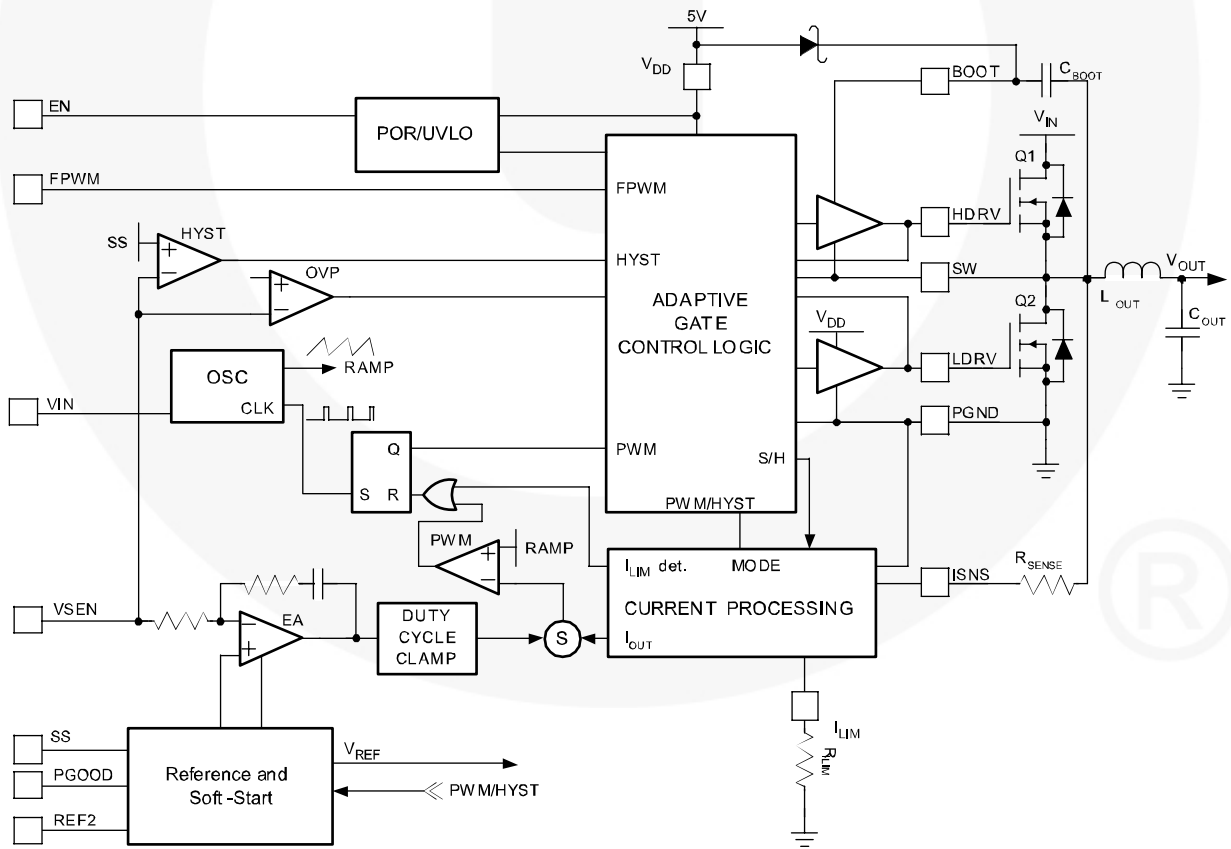 5V
VDD
BOOT
CBOOT
EN
POR/UVLO
VIN
Q1
FPWM
FPWM
HDRV
SS
HYST
+
−
HYST
OVP
+
−
SW
VOUT
LOUT
ADAPTIVE
GATE
CONTROL LOGIC
Q2
COUT
VDD
LDRV
OSC
RAMP
CLK
VIN
PGND
Q
PWM
S/H
S R
PWM/HYST
PWM
+
−
RAMP
ILIM det.
MODE
ISNS
RSENSE
CURRENT PROCESSING
IOUT
VSEN
−
+
EA
DUTY
CYCLE
CLAMP
S
ILIM
RLIM
SS
PGOOD
REF2
Reference and
Soft-Start
VREF
PWM/HYST
®